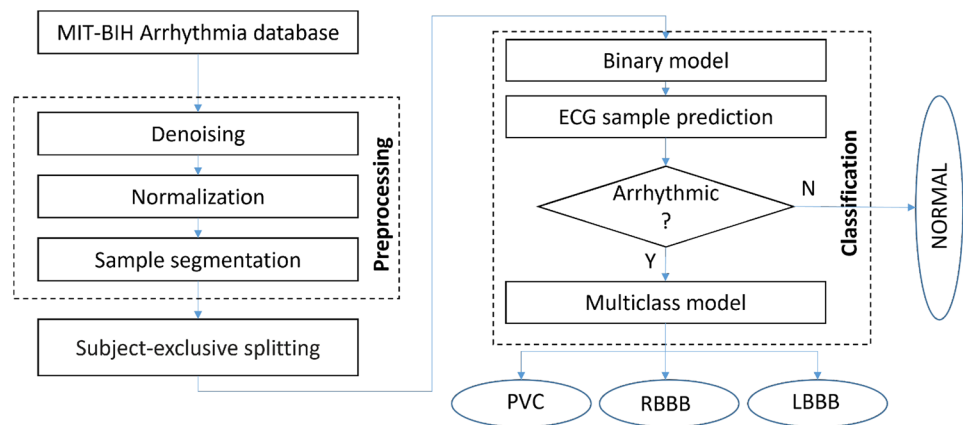 MIT-BIH Arrhythmia database
Denoising
Normalization
Sample segmentation
Preprocessing
Subject-exclusive splitting
Binary model
ECG sample prediction
Arrhythmic
?
N
Y
Multiclass model
Classification
NORMAL
PVC
RBBB
LBBB